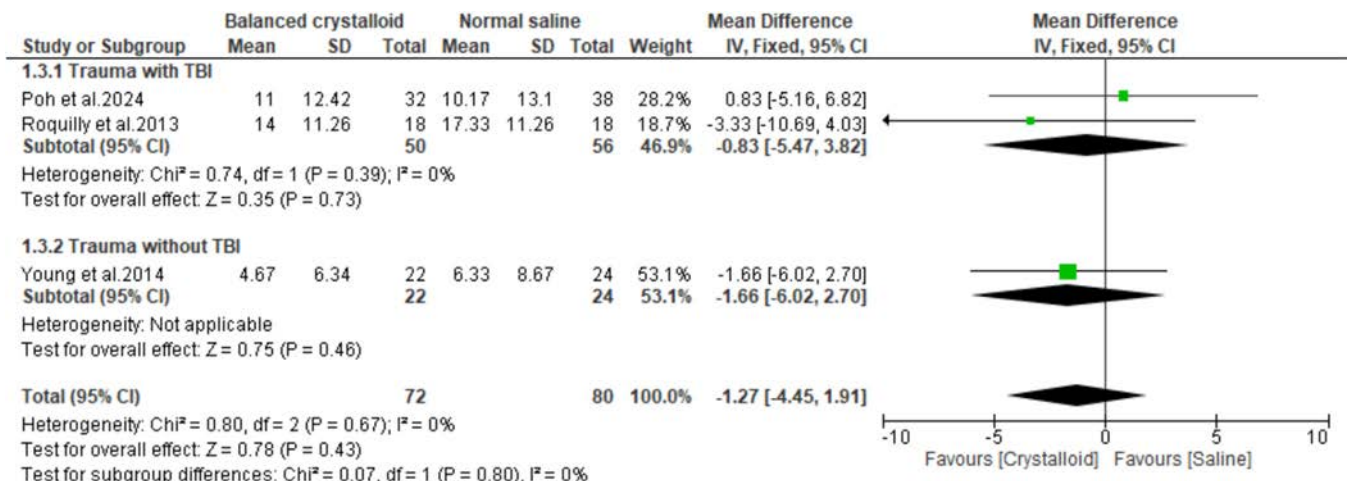 Balanced crystalloid Normal saline Mean Difference Mean Difference
Study or Subgroup Mean SD Total Mean SD Total Weight IV, Fixed, 95% CI IV, Fixed, 95% CI
1.3.1 Trauma with TBI
Poh et al.2024 11 12.42 32 10.17 13.1 38 28.2% 0.83 [-5.16, 6.82]
Roquilly et al.2013 14 11.26 18 17.33 11.26 18 18.7% -3.33 [-10.69, 4.03]
Subtotal (95% CI) 50 56 46.9% -0.83 [-5.47, 3.82]
Heterogeneity: Chi² = 0.74, df = 1 (P = 0.39); I² = 0%
Test for overall effect: Z = 0.35 (P = 0.73)
1.3.2 Trauma without TBI
Young et al.2014 4.67 6.34 22 6.33 8.67 24 53.1% -1.66 [-6.02, 2.70]
Subtotal (95% CI) 22 24 53.1% -1.66 [-6.02, 2.70]
Heterogeneity: Not applicable
Test for overall effect: Z = 0.75 (P = 0.46)
Total (95% CI) 72 80 100.0% -1.27 [-4.45, 1.91]
Heterogeneity: Chi² = 0.80, df = 2 (P = 0.67); I² = 0%
Test for overall effect: Z = 0.78 (P = 0.43)
Test for subgroup differences: Chi² = 0.07, df = 1 (P = 0.80), I² = 0%
-10 -5 0 5 10
Favours [Crystalloid] Favours [Saline]